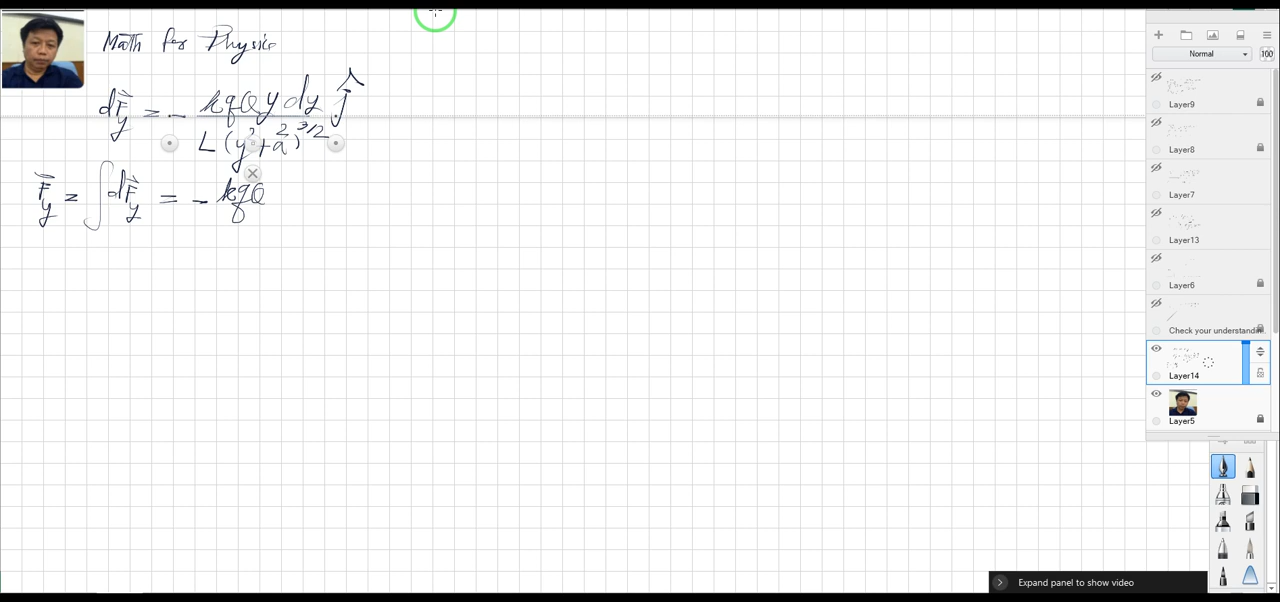 Math for Physics
dF⃗y = - kqQ y dy / L (y² + a²)^3/2 ĵ
F⃗y = ∫ dF⃗y = - kqQ
Normal
100
Layer9
Layer8
Layer7
Layer13
Layer6
Check your understandin
Layer14
Layer5
Expand panel to show video